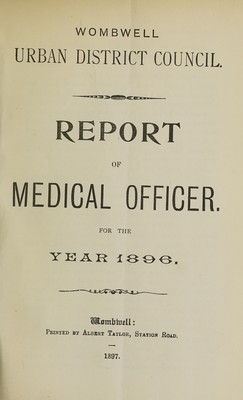 WOMBWELL
URBAN DISTRICT COUNCIL.
REPORT
OF
MEDICAL OFFICER.
FOR THE
YEAR 1896.
Wombwell:
PRINTED BY ALBERT TAYLOR, STATION ROAD.
1897.